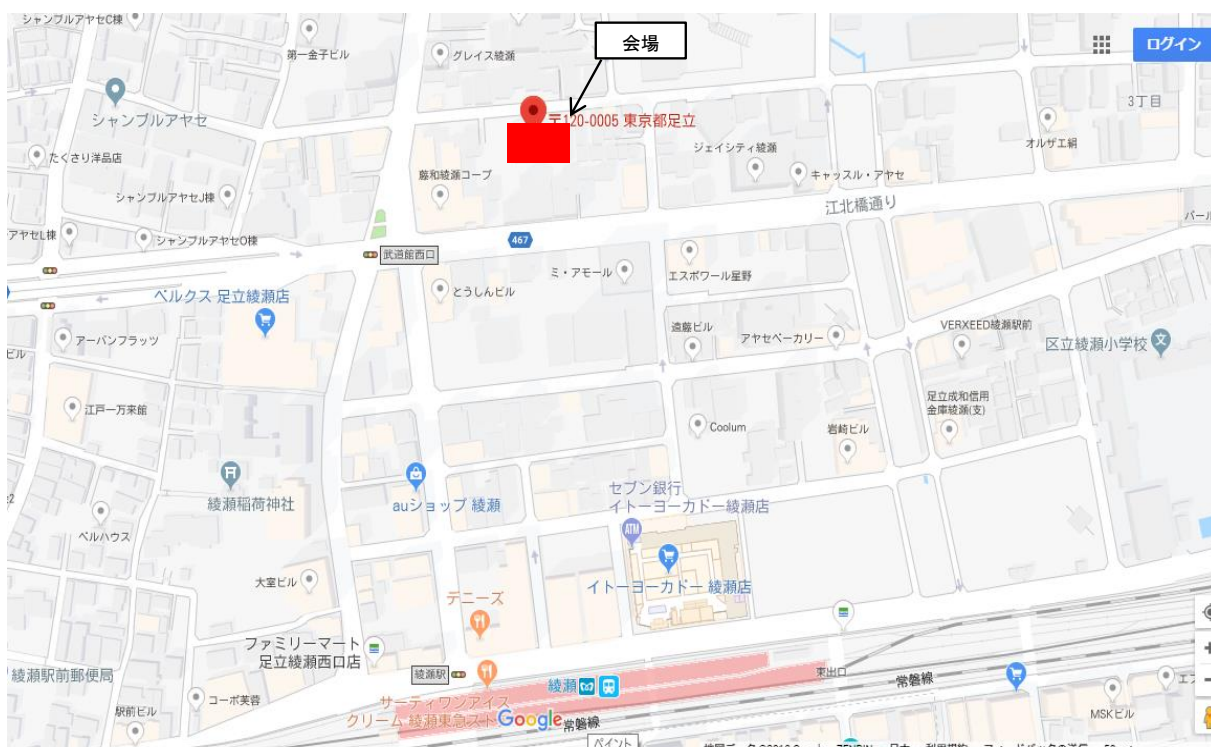 シャンブルアヤセC棟
第一金子ビル
グレイス綾瀬
会場
ログイン
シャンブルアヤセ
〒120-0005 東京都足立
3丁目
たくさり洋品店
藤和綾瀬コープ
ジェイシティ綾瀬
オルザエ絹
シャンブルアヤセJ棟
キャッスル・アヤセ
江北橋通り
アヤセL棟
シャンブルアヤセO棟
467
武道館西口
ミ・アモール
エスポワール星野
ベルクス 足立綾瀬店
とうしんビル
アーバンフラッツ
遠藤ビル
アヤセベーカリー
VERXEED綾瀬駅前
区立綾瀬小学校
文
ビル
江戸一万来館
足立成和信用
金庫綾瀬(支)
Coolum
岩崎ビル
綾瀬稲荷神社
auショップ 綾瀬
セブン銀行
イトーヨーカドー綾瀬店
ATM
ベルハウス
大室ビル
デニーズ
イトーヨーカドー 綾瀬店
ファミリーマート
足立綾瀬西口店
綾瀬駅
綾瀬
東出口
常磐線
綾瀬駅前郵便局
コーポ芙蓉
サーティワンアイス
クリーム 綾瀬東急スト
Google
常磐線
駅前ビル
MSKビル
ペイント